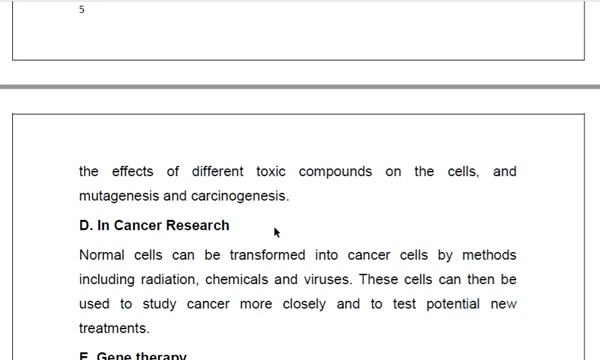 5
the effects of different toxic compounds on the cells, and
mutagenesis and carcinogenesis.
D. In Cancer Research
Normal cells can be transformed into cancer cells by methods
including radiation, chemicals and viruses. These cells can then be
used to study cancer more closely and to test potential new
treatments.
E. Gene therapy